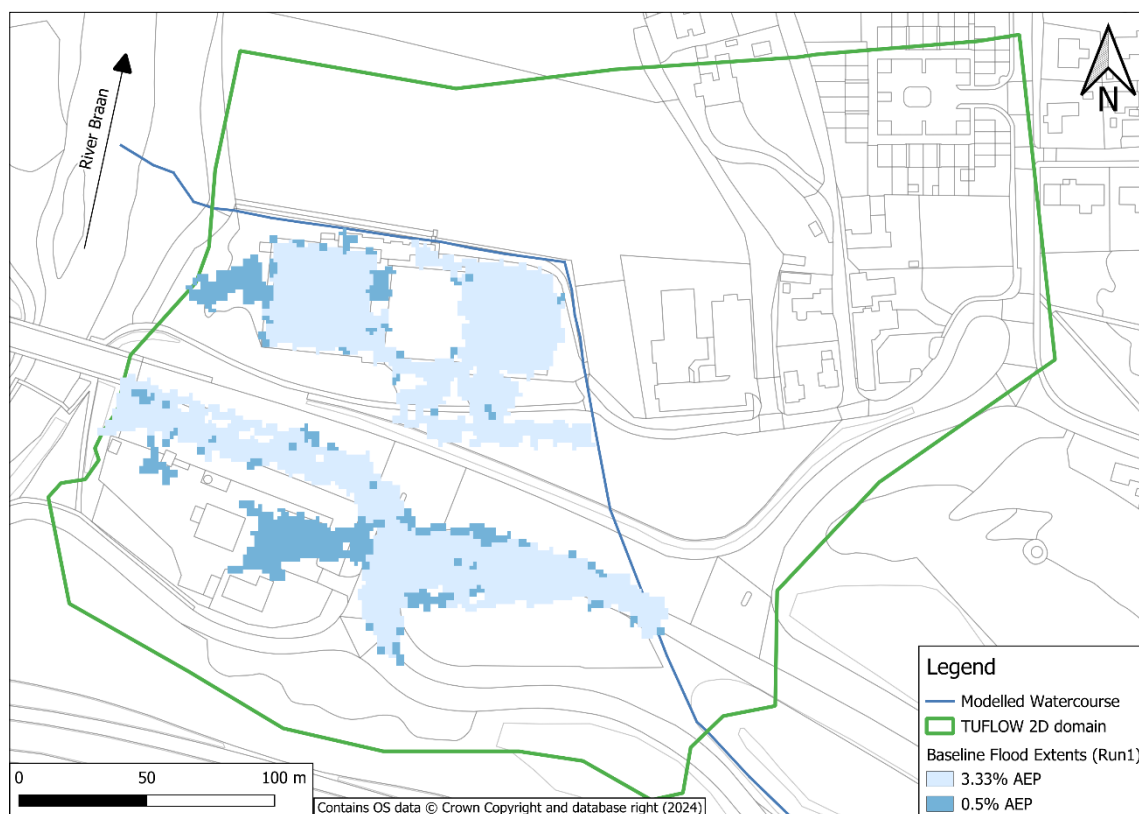 River Braan
N
Legend
Modelled Watercourse
TUFLOW 2D domain
Baseline Flood Extents (Run1)
3.33% AEP
0.5% AEP
0 50 100 m
Contains OS data © Crown Copyright and database right (2024)